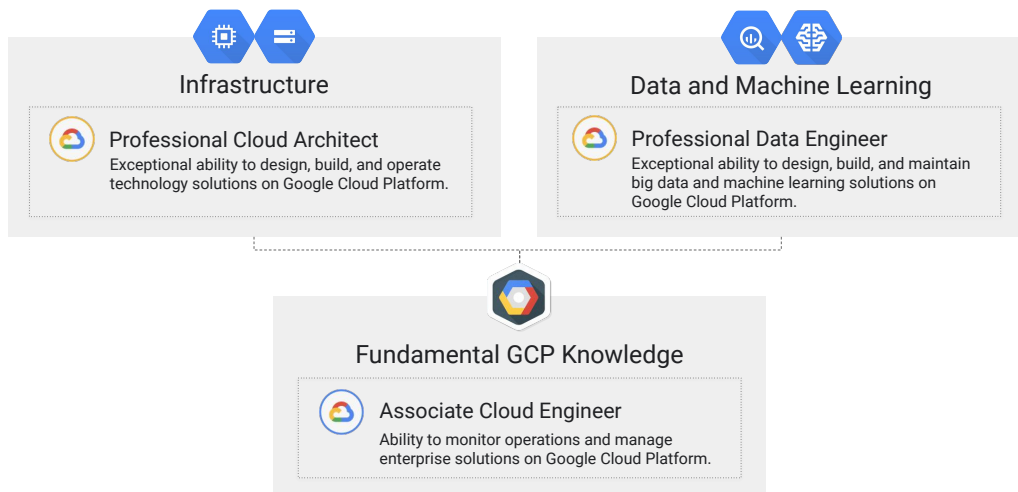 Infrastructure
Professional Cloud Architect
Exceptional ability to design, build, and operate
technology solutions on Google Cloud Platform.
Data and Machine Learning
Professional Data Engineer
Exceptional ability to design, build, and maintain
big data and machine learning solutions on
Google Cloud Platform.
Fundamental GCP Knowledge
Associate Cloud Engineer
Ability to monitor operations and manage
enterprise solutions on Google Cloud Platform.